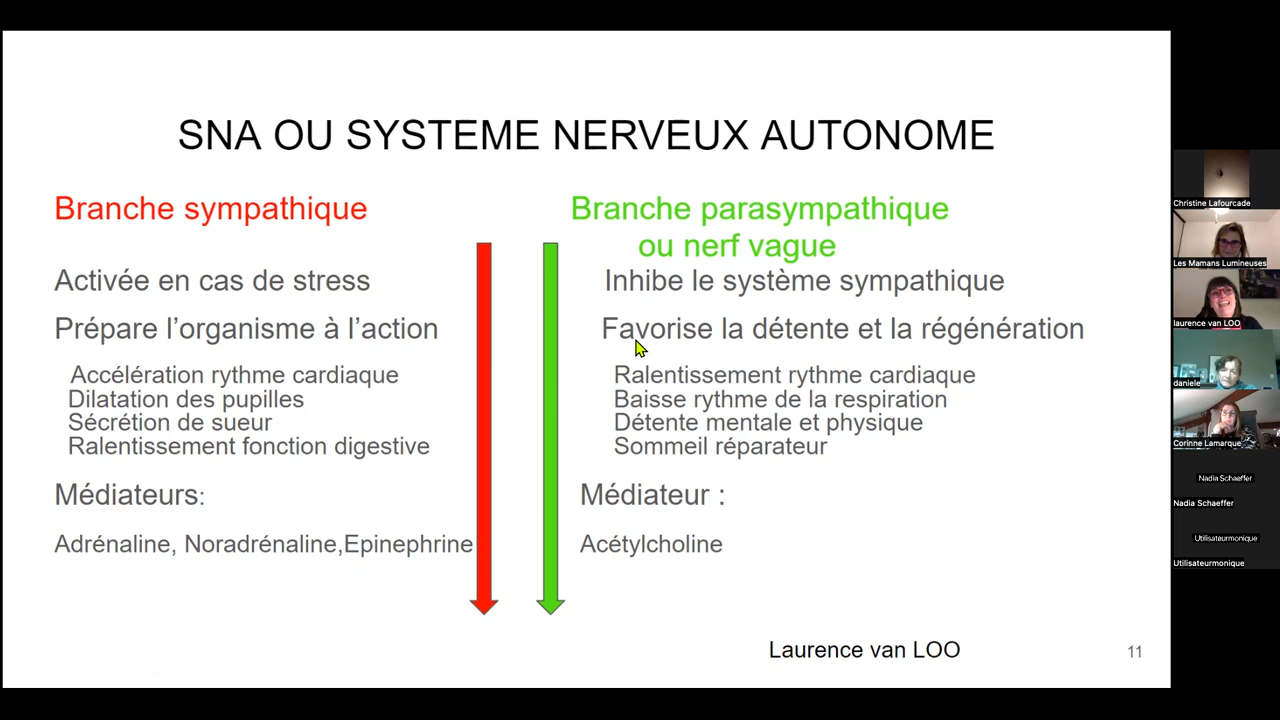 SNA OU SYSTEME NERVEUX AUTONOME
Branche sympathique
Activée en cas de stress
Prépare l’organisme à l’action
Accélération rythme cardiaque
Dilatation des pupilles
Sécrétion de sueur
Ralentissement fonction digestive
Médiateurs:
Adrénaline, Noradrénaline,Epinephrine
Branche parasympathique
ou nerf vague
Inhibe le système sympathique
Favorise la détente et la régénération
Ralentissement rythme cardiaque
Baisse rythme de la respiration
Détente mentale et physique
Sommeil réparateur
Médiateur :
Acétylcholine
Laurence van LOO
11
Christine Lafourcade
Les Mamans Lumineuses
laurence van LOO
daniele
Corinne Lamarque
Nadia Schaeffer
Nadia Schaeffer
Utilisateurmonique
Utilisateurmonique